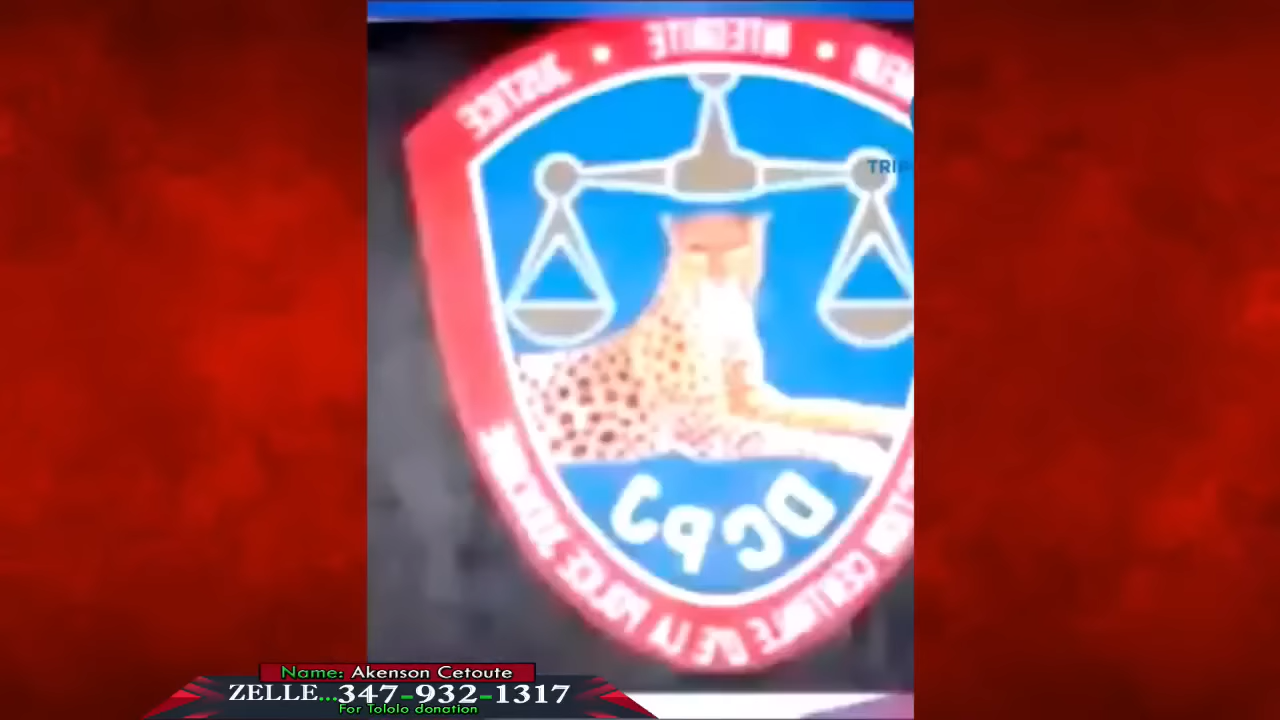 JUSTICE • INTEGRITE •
TRIP
DCPJ
CENTRALE DE LA POLICE JUDICIAIRE
Name: Akenson Cetoute
ZELLE...347-932-1317
For Tololo donation